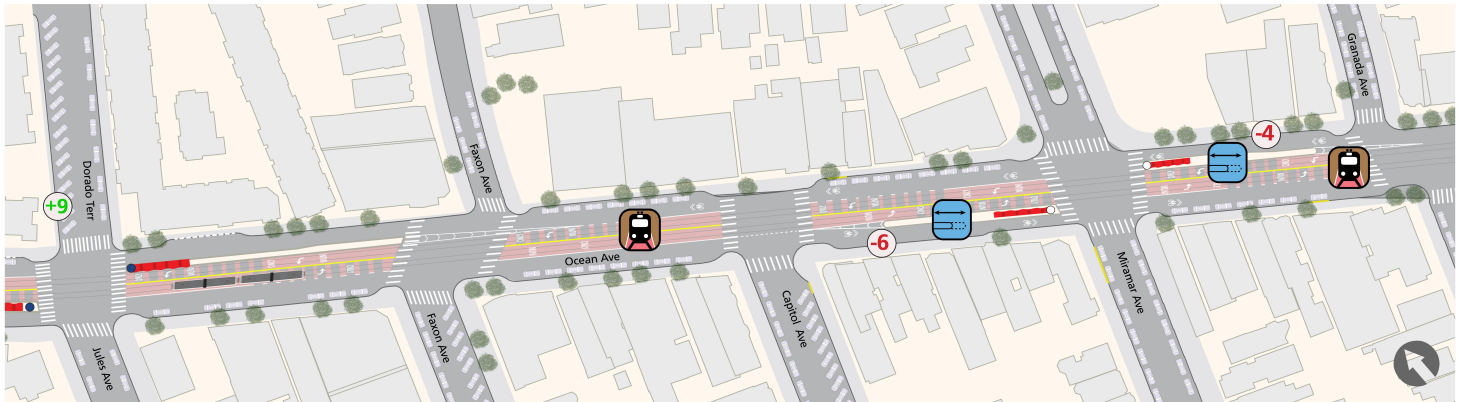 Granada Ave
-4
Faxon Ave
Dorado Terr
+9
-6
Ocean Ave
Miramar Ave
Capitol Ave
Faxon Ave
Jules Ave